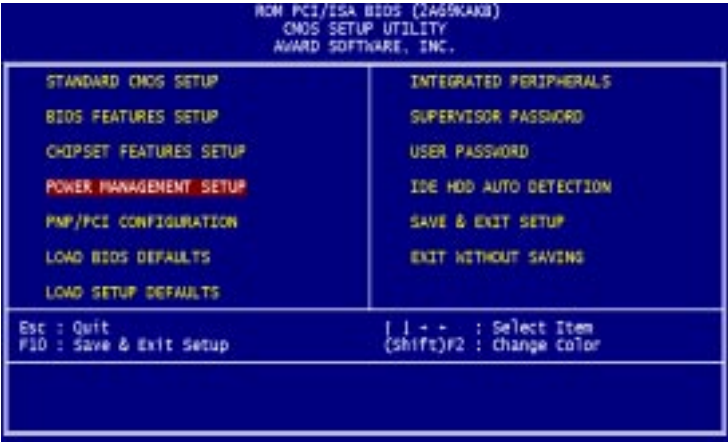 ROM PCI/ISA BIOS (2A69KAKB)
CMOS SETUP UTILITY
AWARD SOFTWARE, INC.
STANDARD CMOS SETUP
BIOS FEATURES SETUP
CHIPSET FEATURES SETUP
POWER MANAGEMENT SETUP
PNP/PCI CONFIGURATION
LOAD BIOS DEFAULTS
LOAD SETUP DEFAULTS
INTEGRATED PERIPHERALS
SUPERVISOR PASSWORD
USER PASSWORD
IDE HDD AUTO DETECTION
SAVE & EXIT SETUP
EXIT WITHOUT SAVING
Esc : Quit
F10 : Save & Exit Setup
: Select Item
(Shift)F2 : Change Color